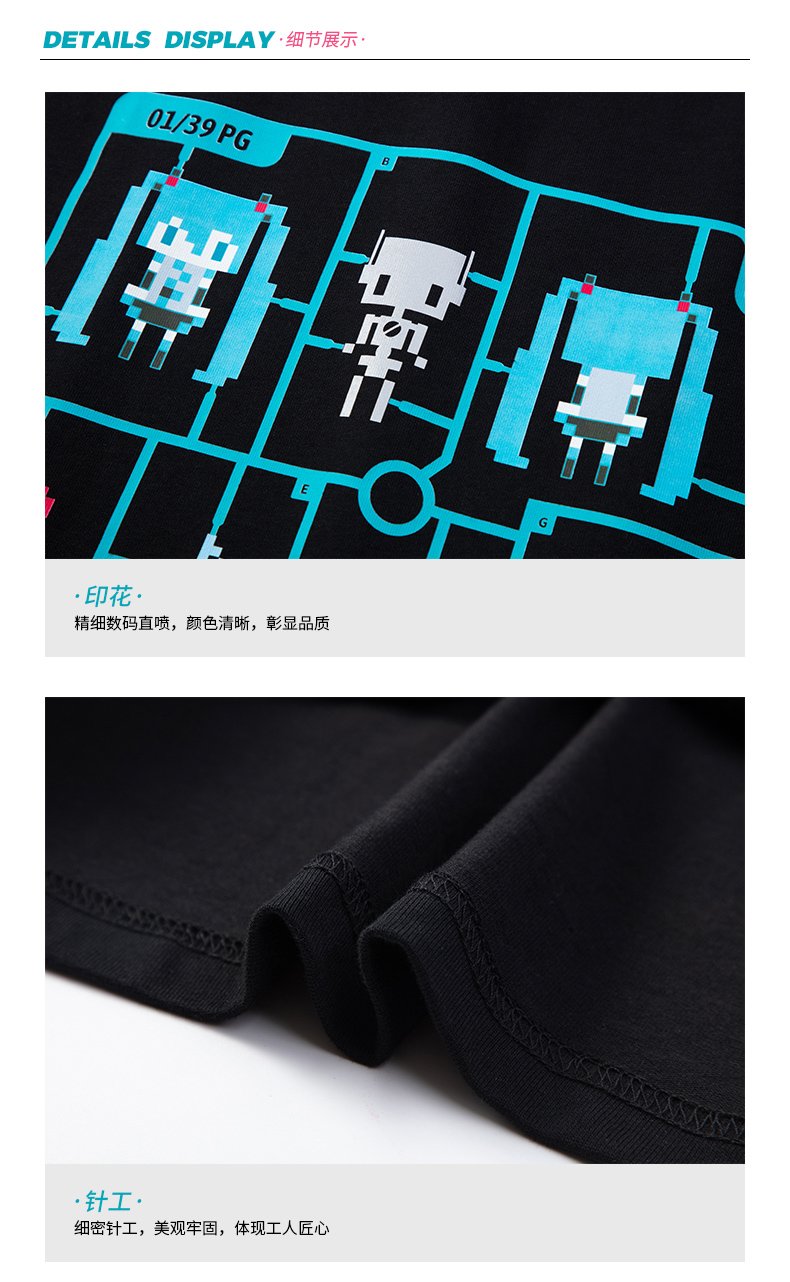 DETAILS DISPLAY ·细节展示·
01/39 PG
B
E
G
·印花·
精细数码直喷，颜色清晰，彰显品质
·针工·
细密针工，美观牢固，体现工人匠心